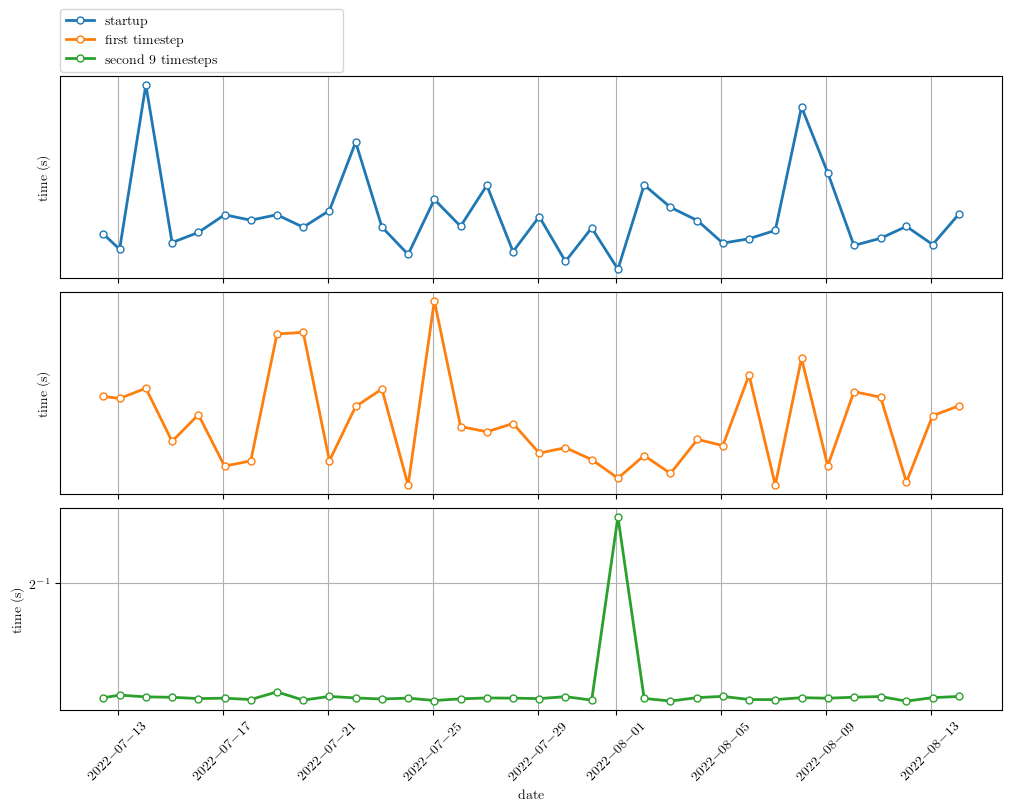 startup
first timestep
second 9 timesteps
time (s)
time (s)
2⁻¹
time (s)
2022−07−13
2022−07−17
2022−07−21
2022−07−25
2022−07−29
2022−08−01
2022−08−05
2022−08−09
2022−08−13
date